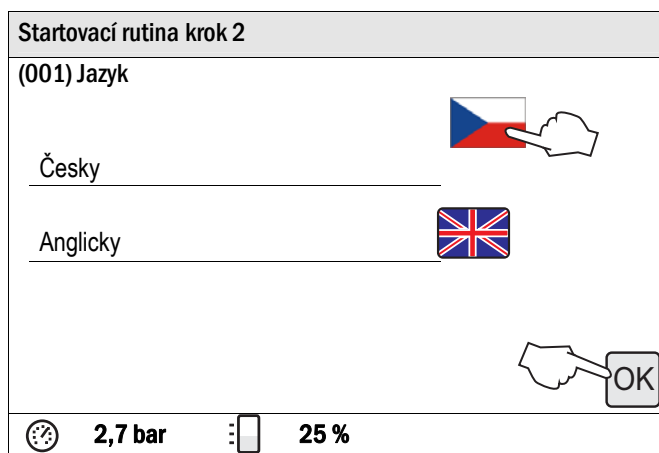 Startovací rutina krok 2
(001) Jazyk
Česky
Anglicky
OK
2,7 bar 25 %